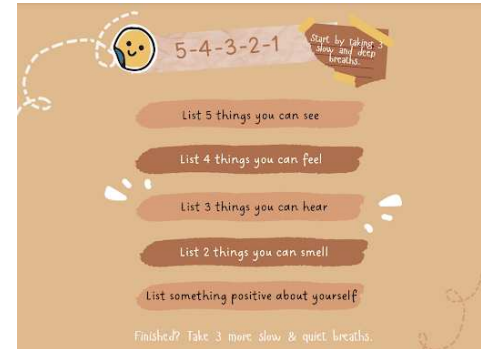 5-4-3-2-1
Start by taking 3
slow and deep
breaths.
List 5 things you can see
List 4 things you can feel
List 3 things you can hear
List 2 things you can smell
List something positive about yourself
Finished? Take 3 more slow & quiet breaths.